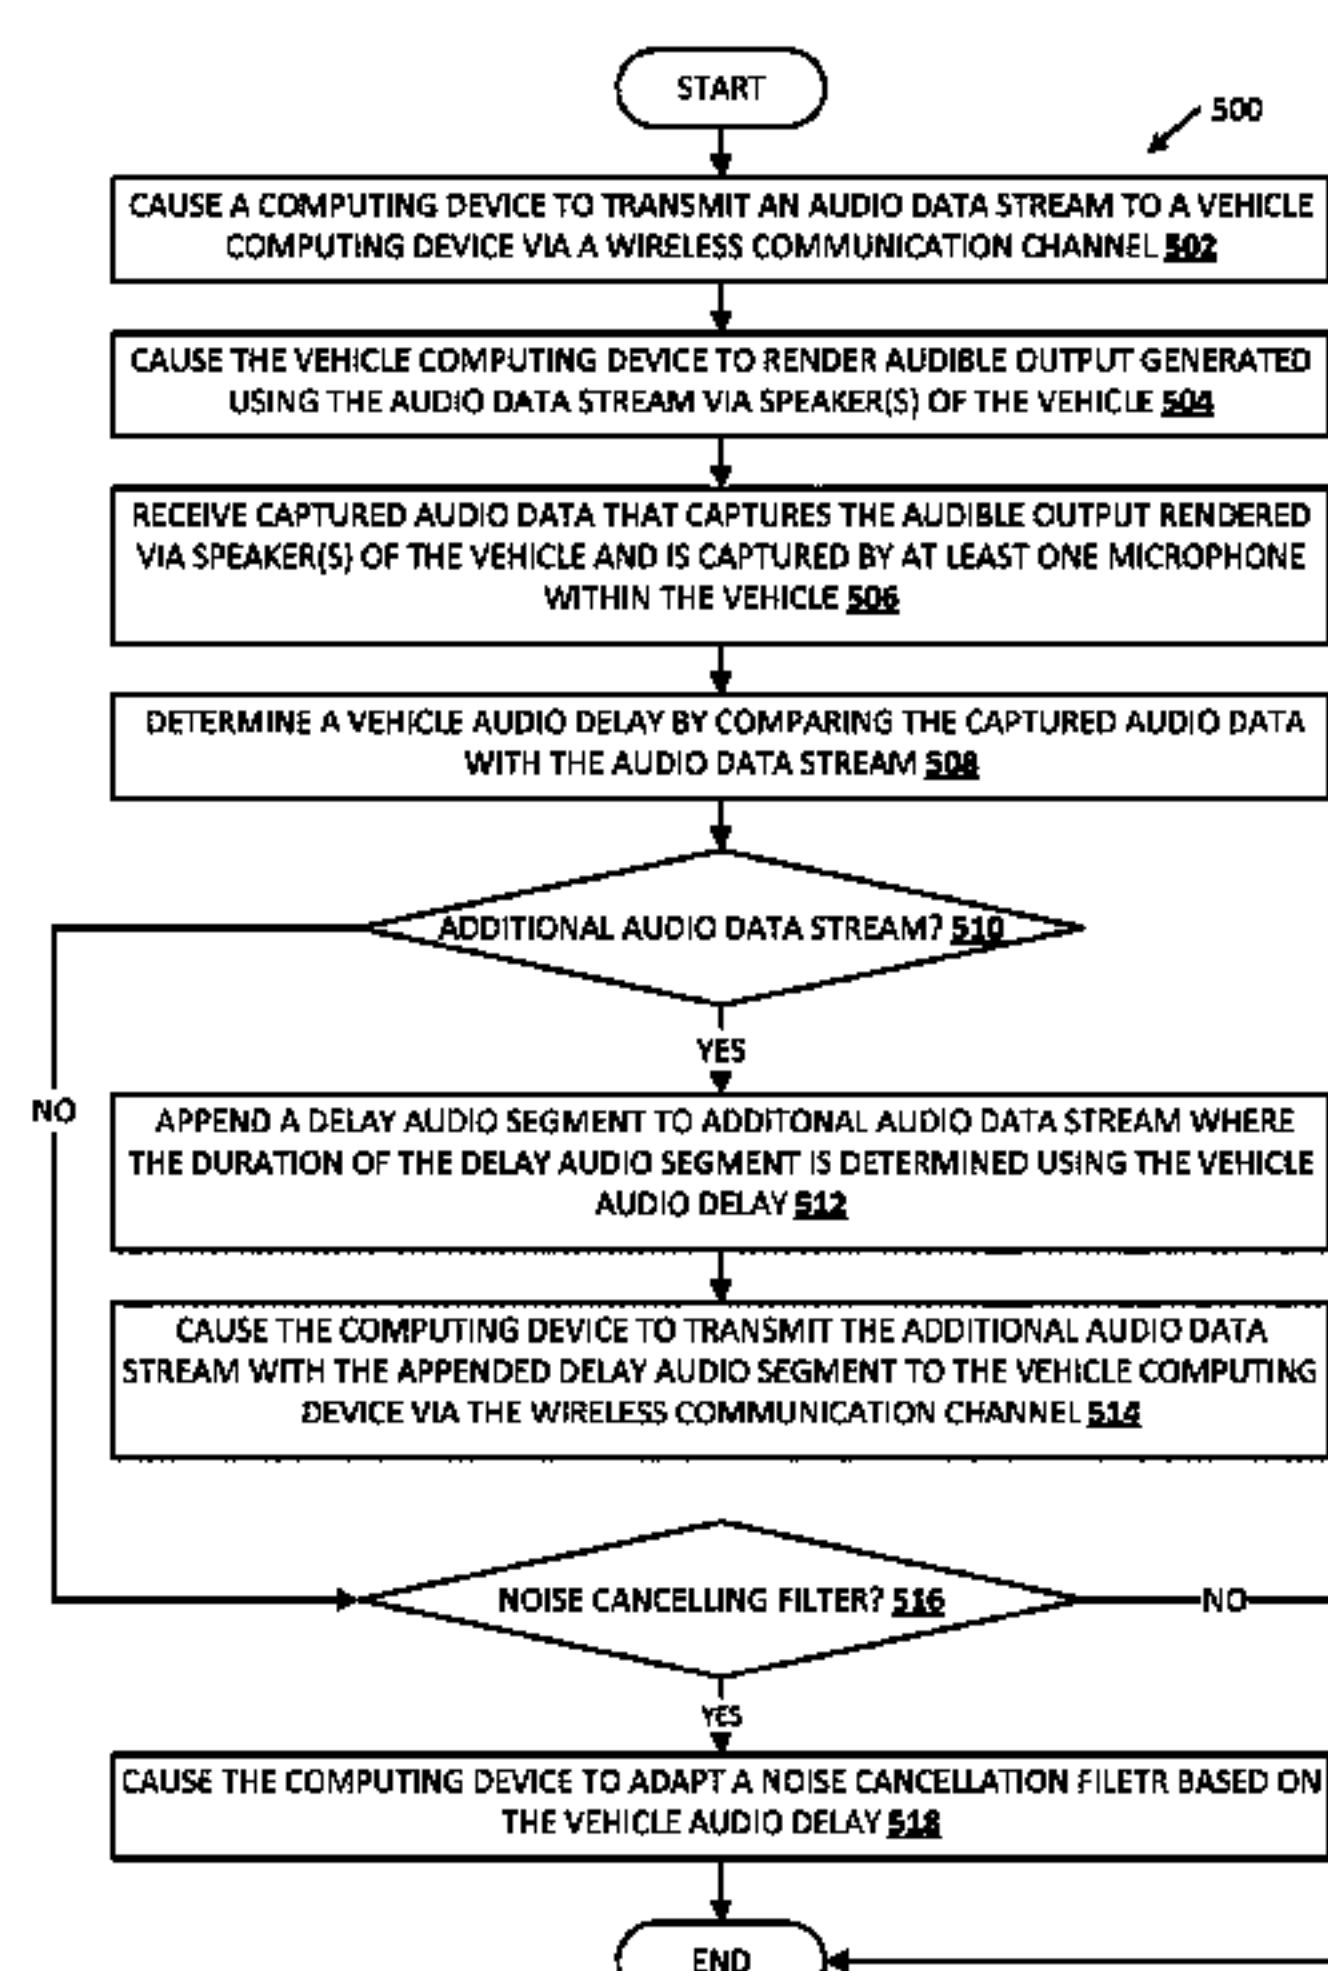 START
500
CAUSE A COMPUTING DEVICE TO TRANSMIT AN AUDIO DATA STREAM TO A VEHICLE
COMPUTING DEVICE VIA A WIRELESS COMMUNICATION CHANNEL 502
CAUSE THE VEHICLE COMPUTING DEVICE TO RENDER AUDIBLE OUTPUT GENERATED
USING THE AUDIO DATA STREAM VIA SPEAKER(S) OF THE VEHICLE 504
RECEIVE CAPTURED AUDIO DATA THAT CAPTURES THE AUDIBLE OUTPUT RENDERED
VIA SPEAKER(S) OF THE VEHICLE AND IS CAPTURED BY AT LEAST ONE MICROPHONE
WITHIN THE VEHICLE 506
DETERMINE A VEHICLE AUDIO DELAY BY COMPARING THE CAPTURED AUDIO DATA
WITH THE AUDIO DATA STREAM 508
ADDITIONAL AUDIO DATA STREAM? 510
YES
NO
APPEND A DELAY AUDIO SEGMENT TO ADDITONAL AUDIO DATA STREAM WHERE
THE DURATION OF THE DELAY AUDIO SEGMENT IS DETERMINED USING THE VEHICLE
AUDIO DELAY 512
CAUSE THE COMPUTING DEVICE TO TRANSMIT THE ADDITIONAL AUDIO DATA
STREAM WITH THE APPENDED DELAY AUDIO SEGMENT TO THE VEHICLE COMPUTING
DEVICE VIA THE WIRELESS COMMUNICATION CHANNEL 514
NOISE CANCELLING FILTER? 516
NO
YES
CAUSE THE COMPUTING DEVICE TO ADAPT A NOISE CANCELLATION FILETR BASED ON
THE VEHICLE AUDIO DELAY 518
END